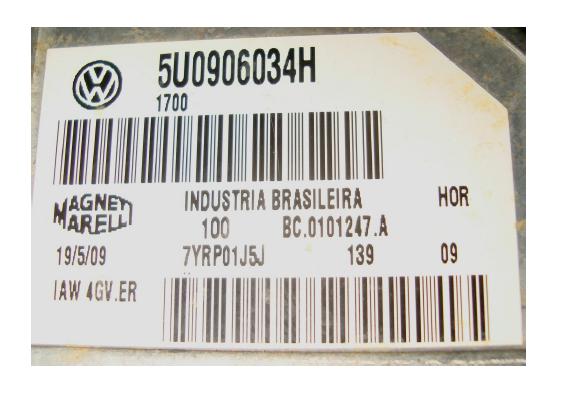 5U0906034H
1700
MAGNETI MARELLI
INDUSTRIA BRASILEIRA HOR
100 BC.0101247.A
19/5/09 7YRP01J5J 139 09
IAW 4GV.ER